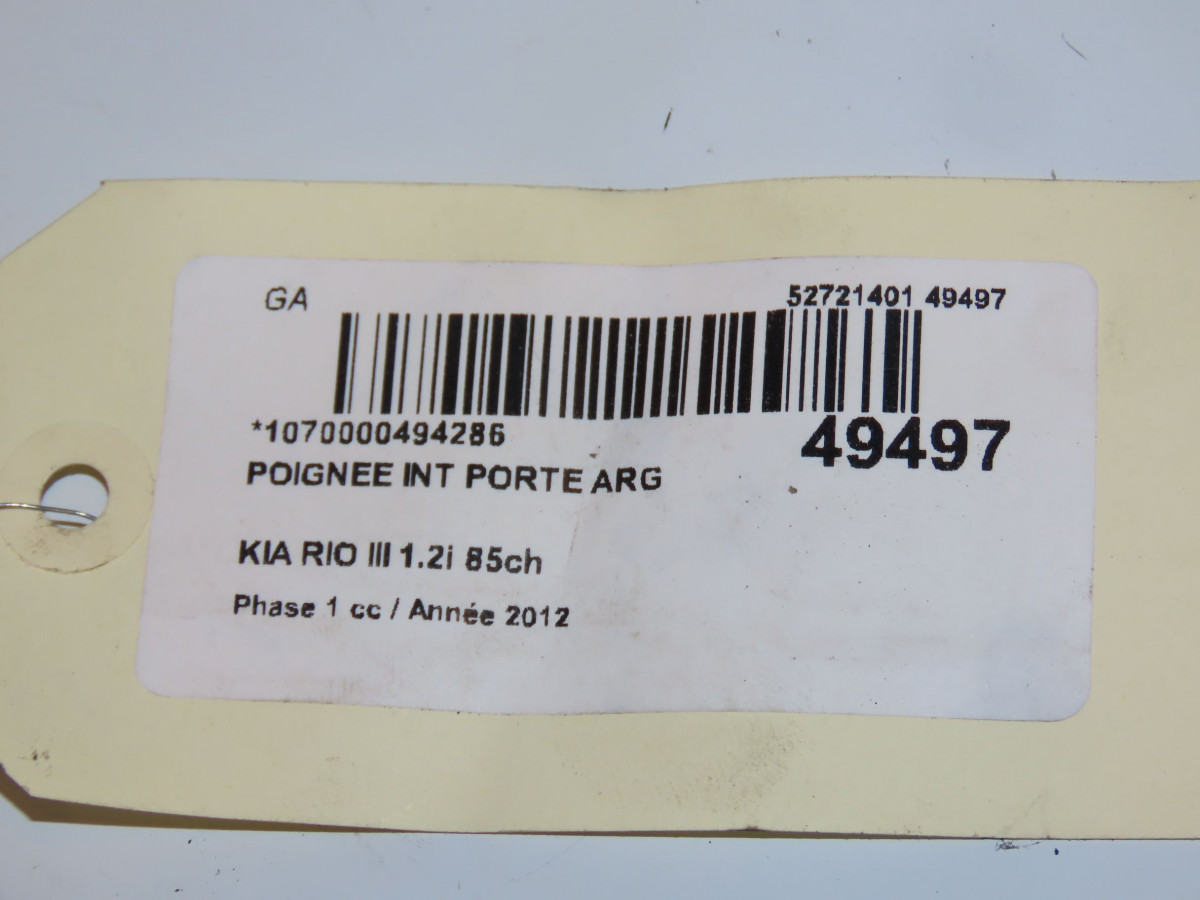 GA 52721401 49497
*1070000494286 49497
POIGNEE INT PORTE ARG
KIA RIO III 1.2i 85ch
Phase 1 cc / Année 2012